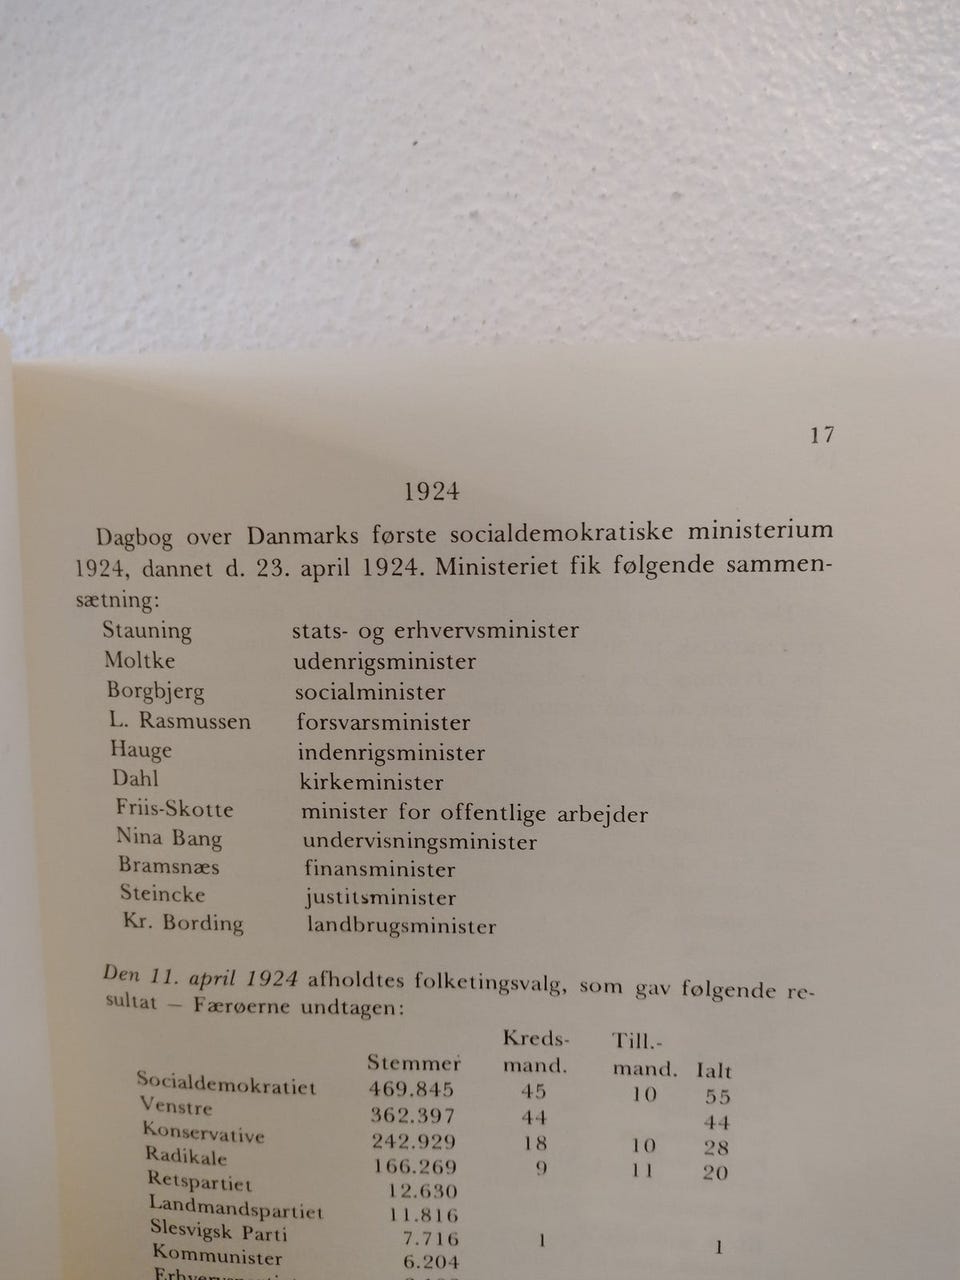 17
1924
Dagbog over Danmarks første socialdemokratiske ministerium
1924, dannet d. 23. april 1924. Ministeriet fik følgende sammen-
sætning:
Stauning stats- og erhvervsminister
Moltke udenrigsminister
Borgbjerg socialminister
L. Rasmussen forsvarsminister
Hauge indenrigsminister
Dahl kirkeminister
Friis-Skotte minister for offentlige arbejder
Nina Bang undervisningsminister
Bramsnæs finansminister
Steincke justitsminister
Kr. Bording landbrugsminister
Den 11. april 1924 afholdtes folketingsvalg, som gav følgende re-
sultat – Færøerne undtagen:
Kreds- Till.-
Stemmer mand. mand. Ialt
Socialdemokratiet 469.845 45 10 55
Venstre 362.397 44 44
Konservative 242.929 18 10 28
Radikale 166.269 9 11 20
Retspartiet 12.630
Landmandspartiet 11.816
Slesvigsk Parti 7.716 1 1
Kommunister 6.204